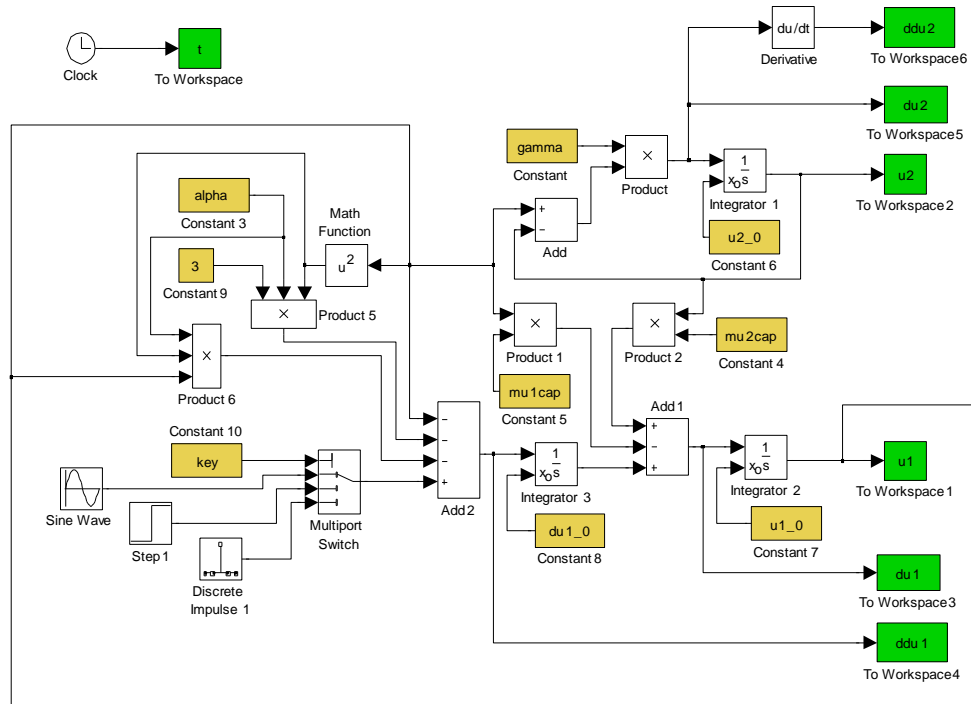 du/dt
Derivative
ddu2
To Workspace6
Clock
t
To Workspace
du2
To Workspace5
gamma
Constant
×
Product
1
xos
Integrator 1
u2
To Workspace2
alpha
Constant 3
Math
Function
u2
+
−
Add
u2_0
Constant 6
3
Constant 9
×
Product 5
×
Product 1
×
Product 2
mu2cap
Constant 4
×
Product 6
mu1cap
Constant 5
Add1
+
−
+
Constant 10
key
−
−
−
+
Add2
1
xos
Integrator 3
1
xos
Integrator 2
u1
To Workspace1
Sine Wave
Step1
Multiport
Switch
du1_0
Constant 8
u1_0
Constant 7
Discrete
Impulse 1
du1
To Workspace3
ddu1
To Workspace4